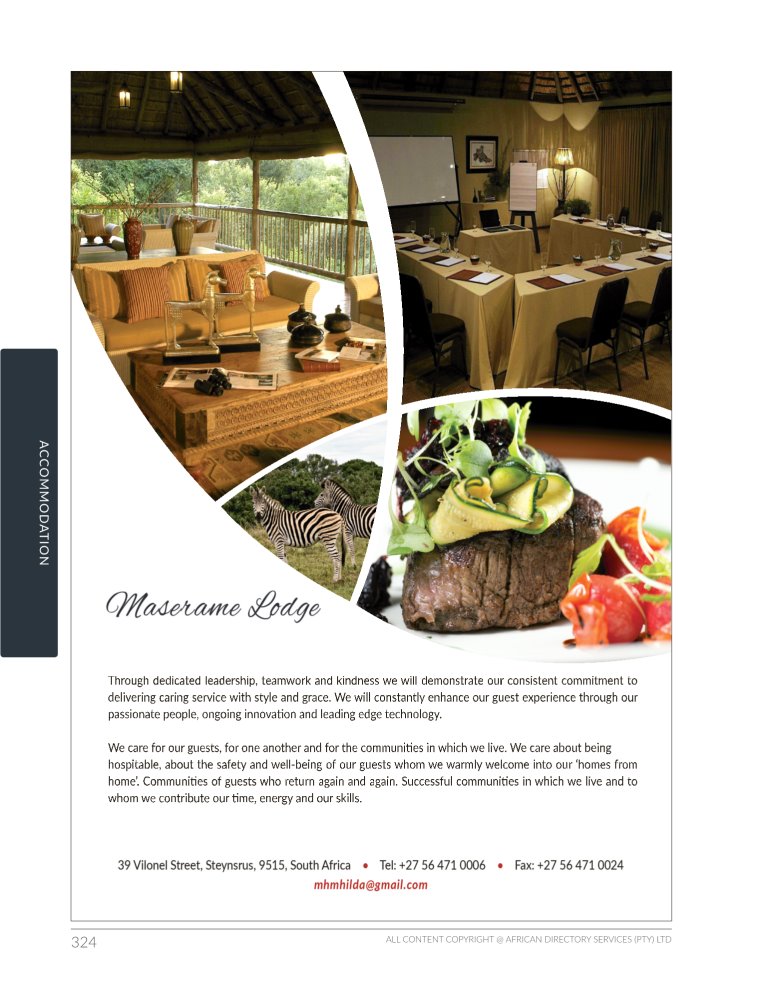 ACCOMMODATION
Maserame Lodge
Through dedicated leadership, teamwork and kindness we will demonstrate our consistent commitment to
delivering caring service with style and grace. We will constantly enhance our guest experience through our
passionate people, ongoing innovation and leading edge technology.
We care for our guests, for one another and for the communities in which we live. We care about being
hospitable, about the safety and well-being of our guests whom we warmly welcome into our ‘homes from
home’. Communities of guests who return again and again. Successful communities in which we live and to
whom we contribute our time, energy and our skills.
39 Vilonel Street, Steynsrus, 9515, South Africa • Tel: +27 56 471 0006 • Fax: +27 56 471 0024
mhmhilda@gmail.com
324
ALL CONTENT COPYRIGHT @ AFRICAN DIRECTORY SERVICES (PTY) LTD